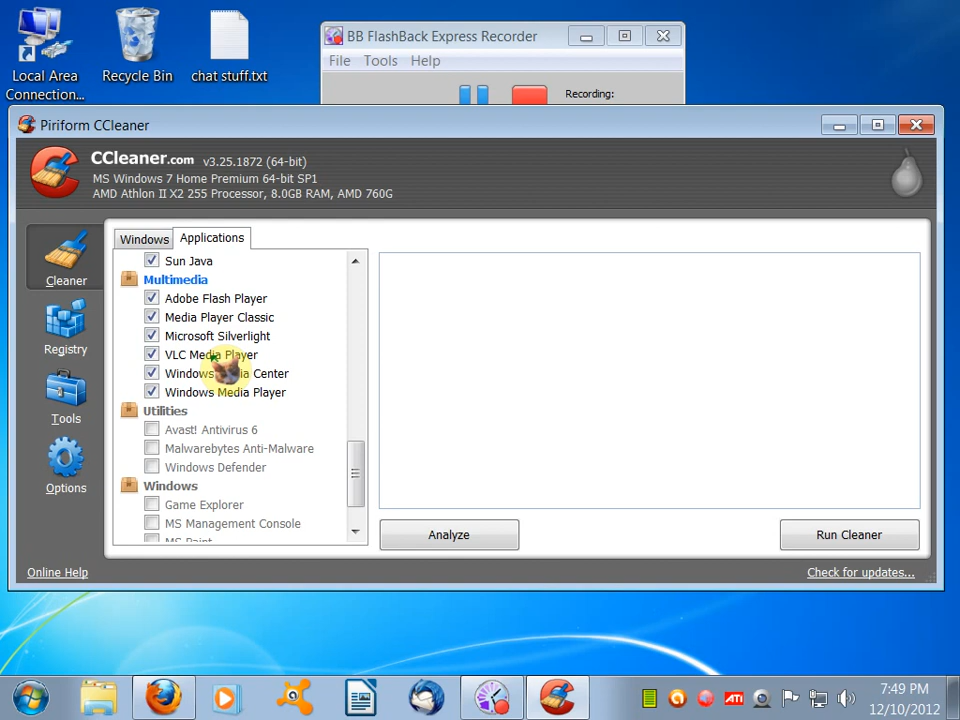 Local Area
Connection...
Recycle Bin
chat stuff.txt
BB FlashBack Express Recorder
File Tools Help
Recording:
Piriform CCleaner
CCleaner.com v3.25.1872 (64-bit)
MS Windows 7 Home Premium 64-bit SP1
AMD Athlon II X2 255 Processor, 8.0GB RAM, AMD 760G
Cleaner
Registry
Tools
Options
Windows Applications
Sun Java
Multimedia
Adobe Flash Player
Media Player Classic
Microsoft Silverlight
VLC Media Player
Windows Media Center
Windows Media Player
Utilities
Avast! Antivirus 6
Malwarebytes Anti-Malware
Windows Defender
Windows
Game Explorer
MS Management Console
MS Paint
Analyze
Run Cleaner
Online Help
Check for updates...
ATI
7:49 PM
12/10/2012